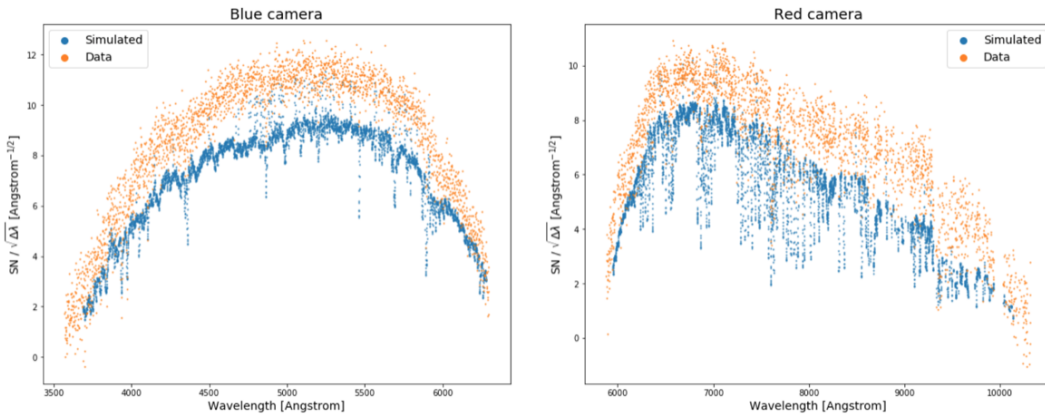 Blue camera
Simulated
Data
12
10
8
6
4
2
0
SN / √Δλ [Angstrom⁻¹/²]
3500 4000 4500 5000 5500 6000
Wavelength [Angstrom]
Red camera
Simulated
Data
10
8
6
4
2
0
SN / √Δλ [Angstrom⁻¹/²]
6000 7000 8000 9000 10000
Wavelength [Angstrom]